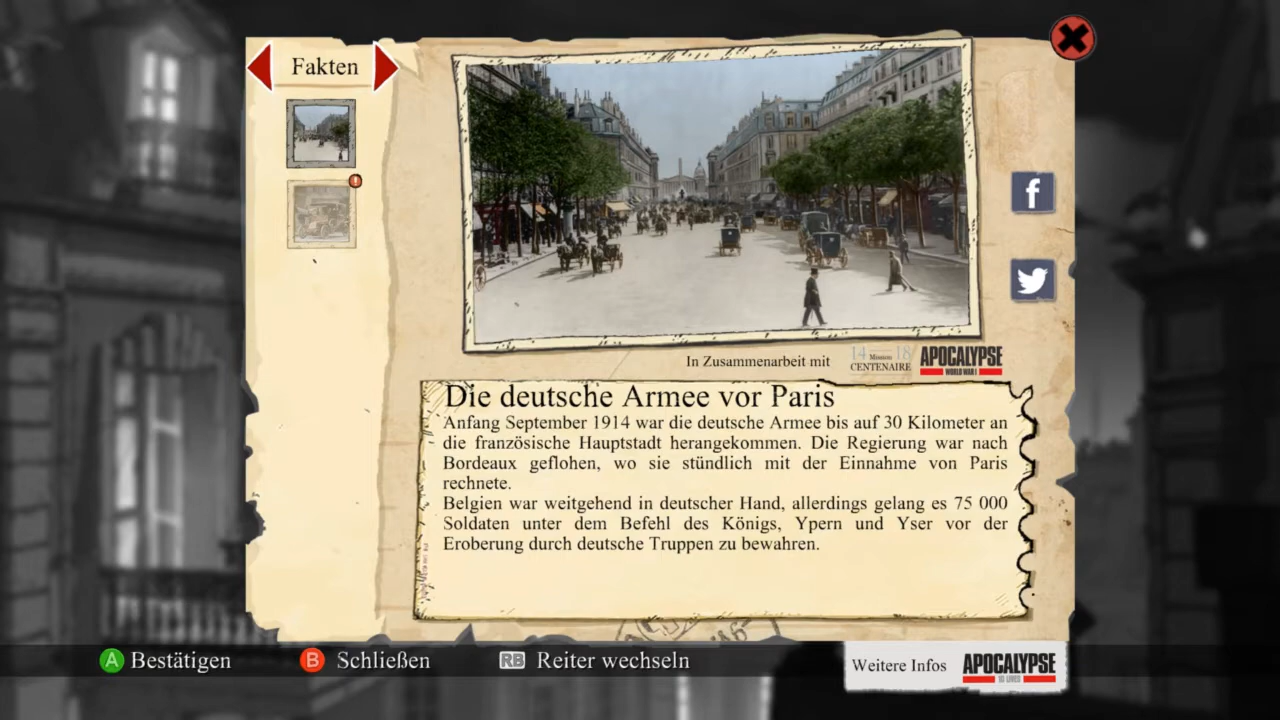 Fakten
In Zusammenarbeit mit
14 Mission 18
CENTENAIRE
APOCALYPSE
WORLD WAR I
Die deutsche Armee vor Paris
Anfang September 1914 war die deutsche Armee bis auf 30 Kilometer an
die französische Hauptstadt herangekommen. Die Regierung war nach
Bordeaux geflohen, wo sie stündlich mit der Einnahme von Paris
rechnete.
Belgien war weitgehend in deutscher Hand, allerdings gelang es 75 000
Soldaten unter dem Befehl des Königs, Ypern und Yser vor der
Eroberung durch deutsche Truppen zu bewahren.
A Bestätigen
B Schließen
RB Reiter wechseln
Weitere Infos
APOCALYPSE